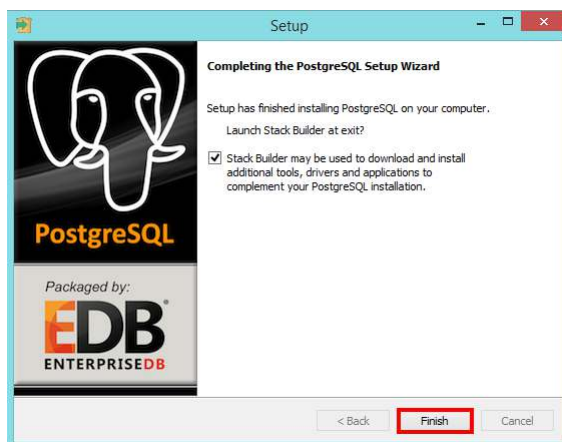 Setup
Completing the PostgreSQL Setup Wizard
Setup has finished installing PostgreSQL on your computer.
Launch Stack Builder at exit?
Stack Builder may be used to download and install
additional tools, drivers and applications to
complement your PostgreSQL installation.
PostgreSQL
Packaged by:
EDB®
ENTERPRISEDB
< Back
Finish
Cancel